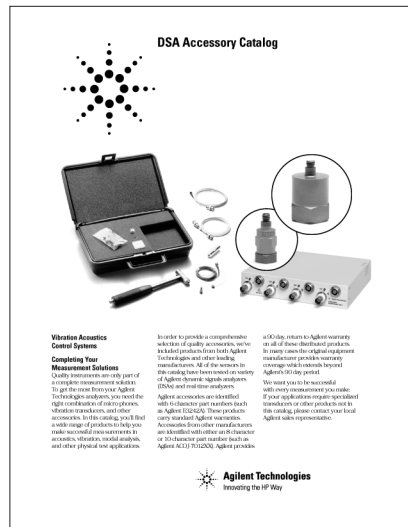 DSA Accessory Catalog
Vibration Acoustics
Control Systems
Completing Your
Measurement Solutions
Quality instruments are only part of
a complete measurement solution.
To get the most from your Agilent
Technologies analyzers, you need the
right combination of micro phones,
vibration transducers, and other
accessories. In this catalog, you'll find
a wide range of products to help you
make successful mea surements in
acoustics, vibration, modal analysis,
and other physical test applications.
In order to provide a comprehensive
selection of quality accessories, we've
included products from both Agilent
Technologies and other leading
manufacturers. All of the sensors in
this catalog have been tested on variety
of Agilent dynamic signals analyzers
(DSAs) and real time analyzers.
Agilent accessories are identified
with 6 character part numbers (such
as Agilent E3242A). These products
carry standard Agilent warranties.
Accessories from other manufacturers
are identified with either an 8 character
or 10 character part number (such as
Agilent ACO-7012XX). Agilent provides
a 90 day, return to Agilent warranty
on all of these distributed products.
In many cases the original equipment
manufacturer provides warranty
coverage which extends beyond
Agilent's 90 day period.
We want you to be successful
with every measurement you make.
If your applications require specialized
transducers or other products not in
this catalog, please contact your local
Agilent sales representative.
Agilent Technologies
Innovating the HP Way